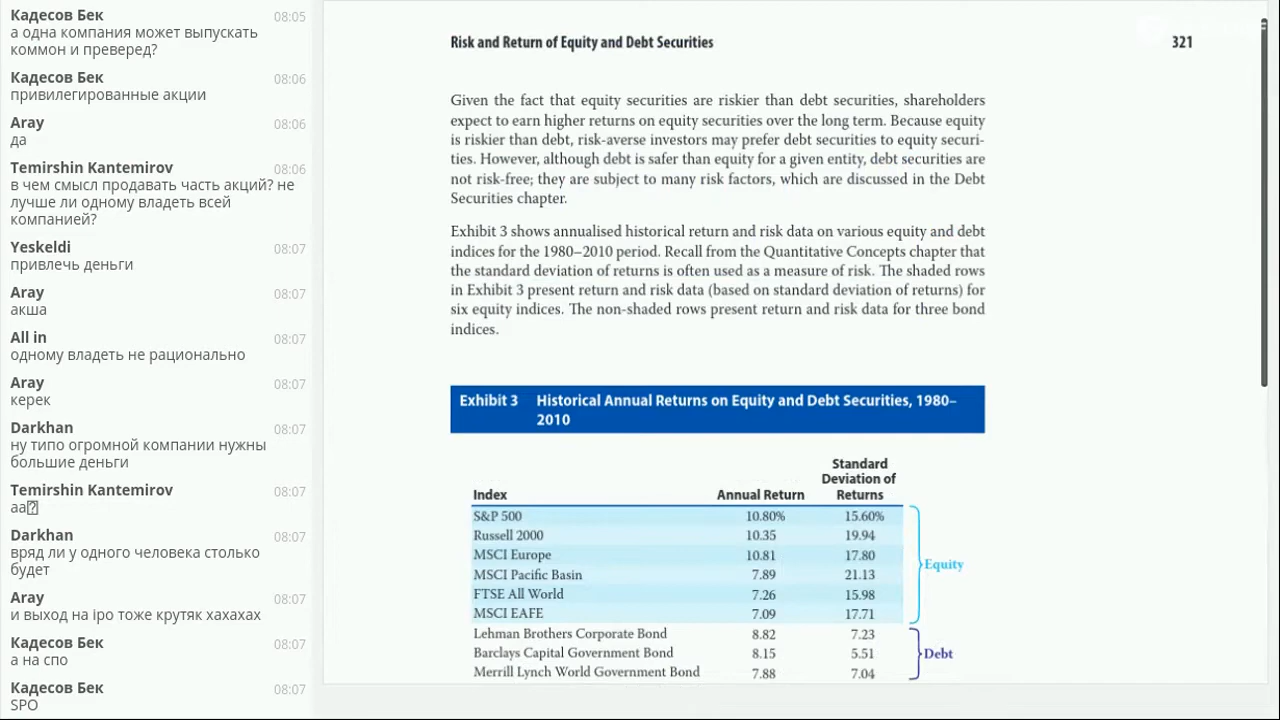 Кадесов Бек 08:05
а одна компания может выпускать
коммон и преверед?
Кадесов Бек 08:06
привилегированные акции
Aray 08:06
да
Temirshin Kantemirov 08:06
в чем смысл продавать часть акций? не
лучше ли одному владеть всей
компанией?
Yeskeldi 08:07
привлечь деньги
Aray 08:07
акша
All in 08:07
одному владеть не рационально
Aray 08:07
керек
Darkhan 08:07
ну типо огромной компании нужны
большие деньги
Temirshin Kantemirov 08:07
аа
Darkhan 08:07
вряд ли у одного человека столько
будет
Aray 08:07
и выход на ipo тоже крутяк хахахах
Кадесов Бек 08:07
а на спо
Кадесов Бек 08:07
SPO
Risk and Return of Equity and Debt Securities 321
Given the fact that equity securities are riskier than debt securities, shareholders
expect to earn higher returns on equity securities over the long term. Because equity
is riskier than debt, risk-averse investors may prefer debt securities to equity securi-
ties. However, although debt is safer than equity for a given entity, debt securities are
not risk-free; they are subject to many risk factors, which are discussed in the Debt
Securities chapter.
Exhibit 3 shows annualised historical return and risk data on various equity and debt
indices for the 1980–2010 period. Recall from the Quantitative Concepts chapter that
the standard deviation of returns is often used as a measure of risk. The shaded rows
in Exhibit 3 present return and risk data (based on standard deviation of returns) for
six equity indices. The non-shaded rows present return and risk data for three bond
indices.
Exhibit 3 Historical Annual Returns on Equity and Debt Securities, 1980–
2010
Standard
Deviation of
Index Annual Return Returns
S&P 500 10.80% 15.60%
Russell 2000 10.35 19.94
MSCI Europe 10.81 17.80
Equity
MSCI Pacific Basin 7.89 21.13
FTSE All World 7.26 15.98
MSCI EAFE 7.09 17.71
Lehman Brothers Corporate Bond 8.82 7.23
Barclays Capital Government Bond 8.15 5.51
Debt
Merrill Lynch World Government Bond 7.88 7.04